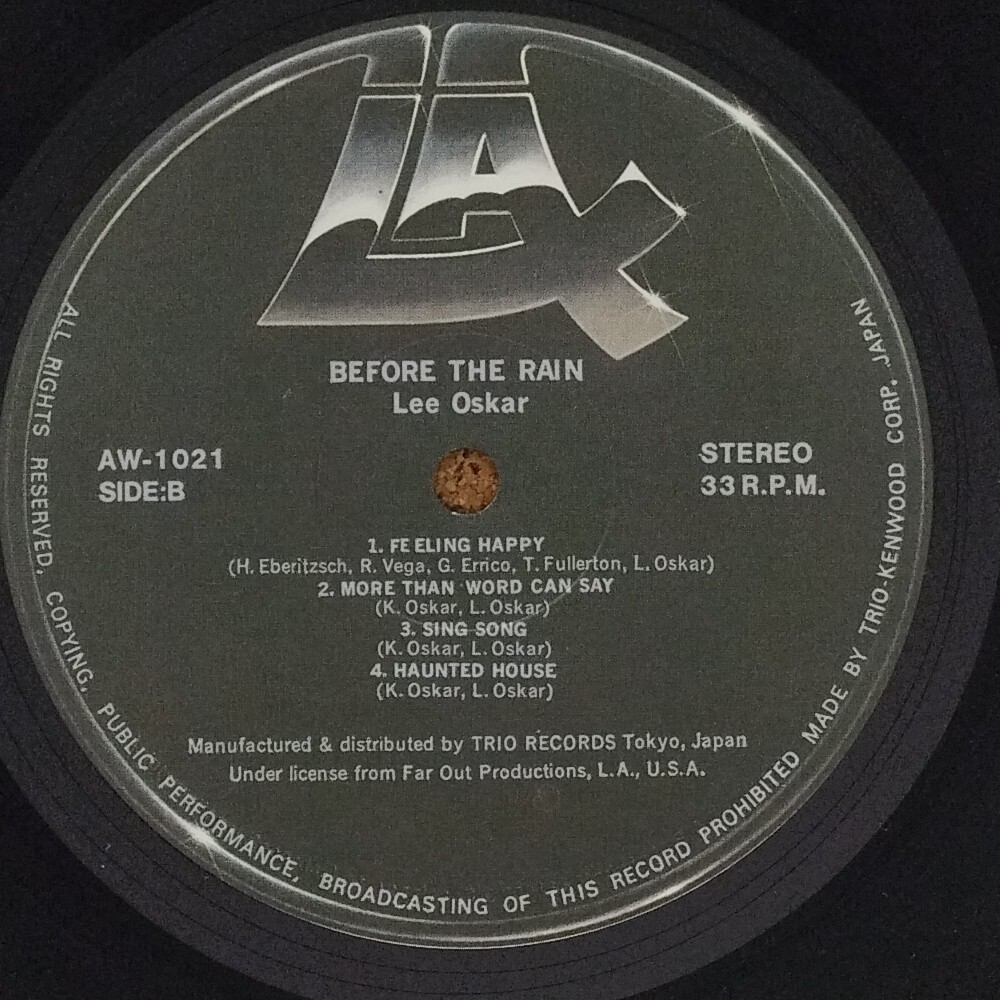 LAX
BEFORE THE RAIN
Lee Oskar
AW-1021
SIDE:B
STEREO
33 R.P.M.
1. FEELING HAPPY
(H. Eberitzsch, R. Vega, G. Errico, T. Fullerton, L. Oskar)
2. MORE THAN WORD CAN SAY
(K. Oskar, L. Oskar)
3. SING SONG
(K. Oskar, L. Oskar)
4. HAUNTED HOUSE
(K. Oskar, L. Oskar)
Manufactured & distributed by TRIO RECORDS Tokyo, Japan
Under license from Far Out Productions, L.A., U.S.A.
ALL RIGHTS RESERVED. COPYING, PUBLIC PERFORMANCE, BROADCASTING OF THIS RECORD PROHIBITED MADE BY TRIO-KENWOOD CORP. JAPAN